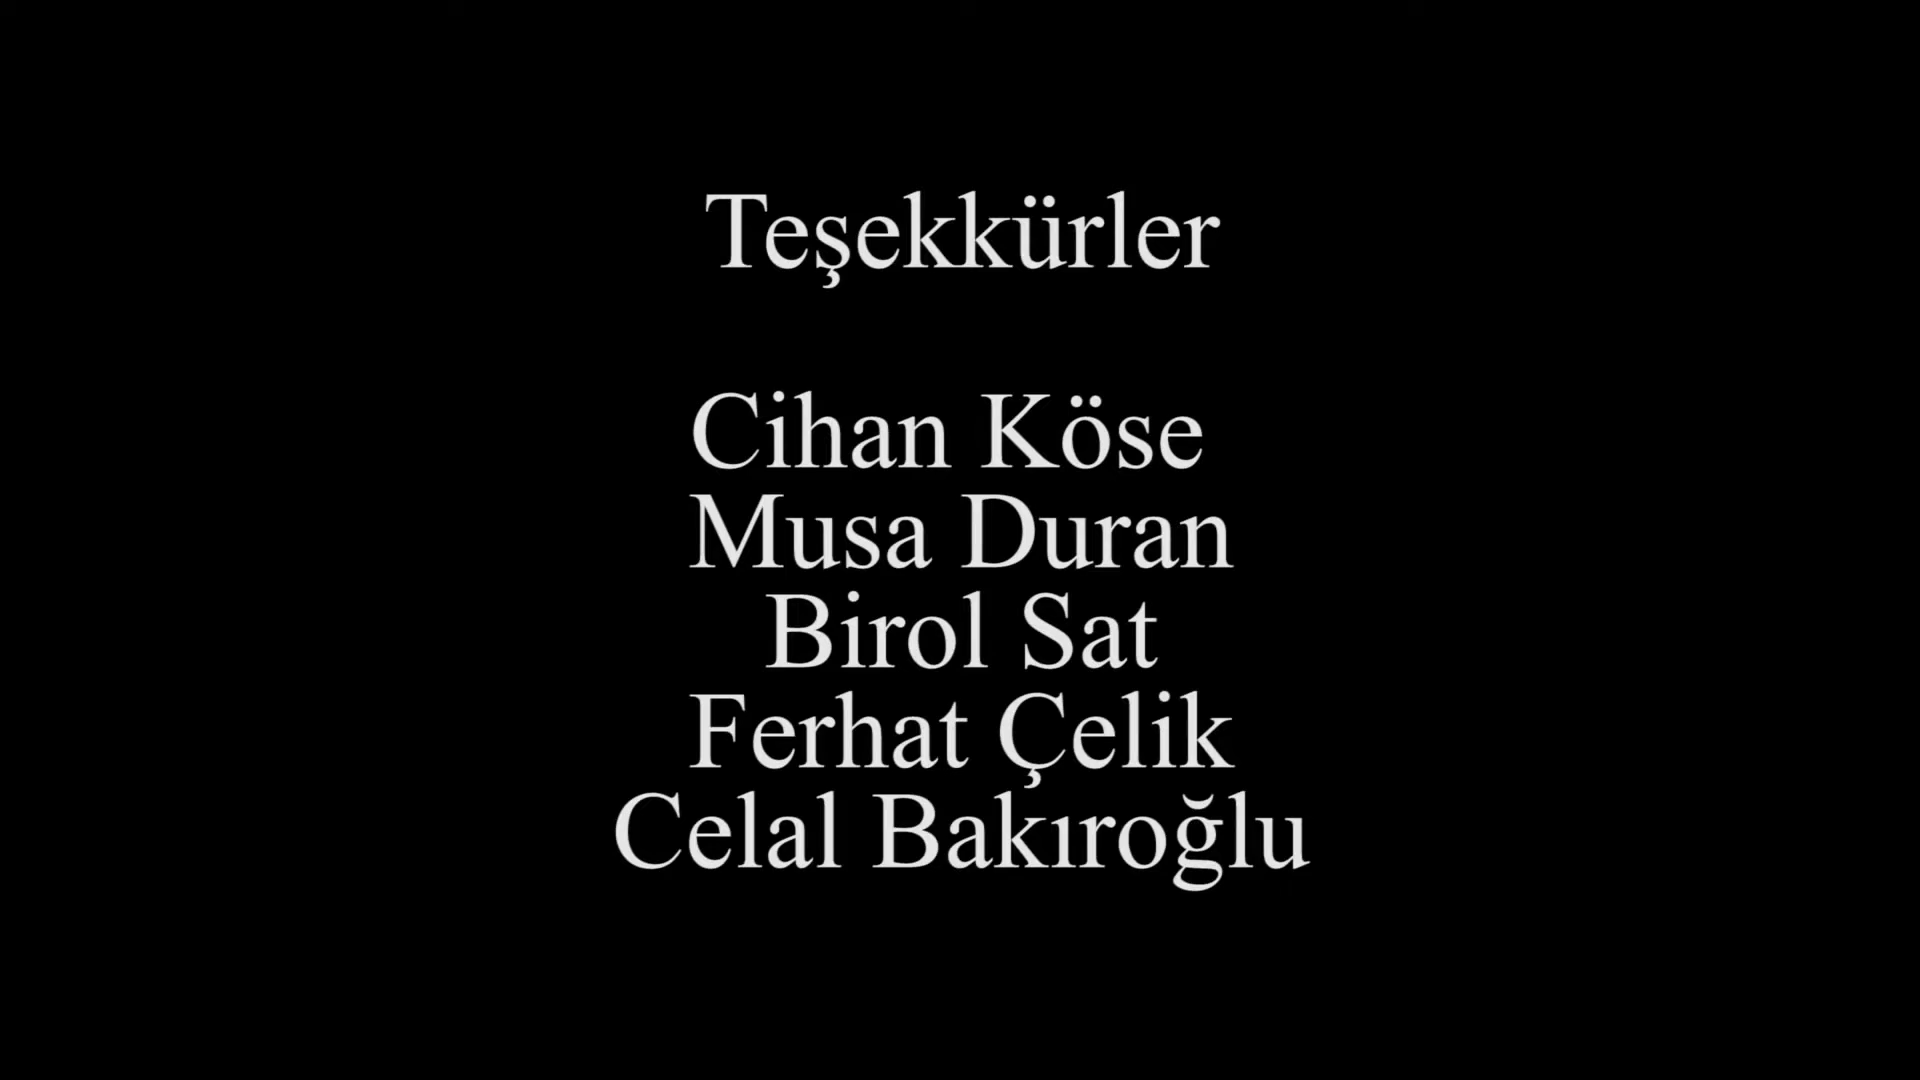 Teşekkürler
Cihan Köse
Musa Duran
Birol Sat
Ferhat Çelik
Celal Bakıroğlu